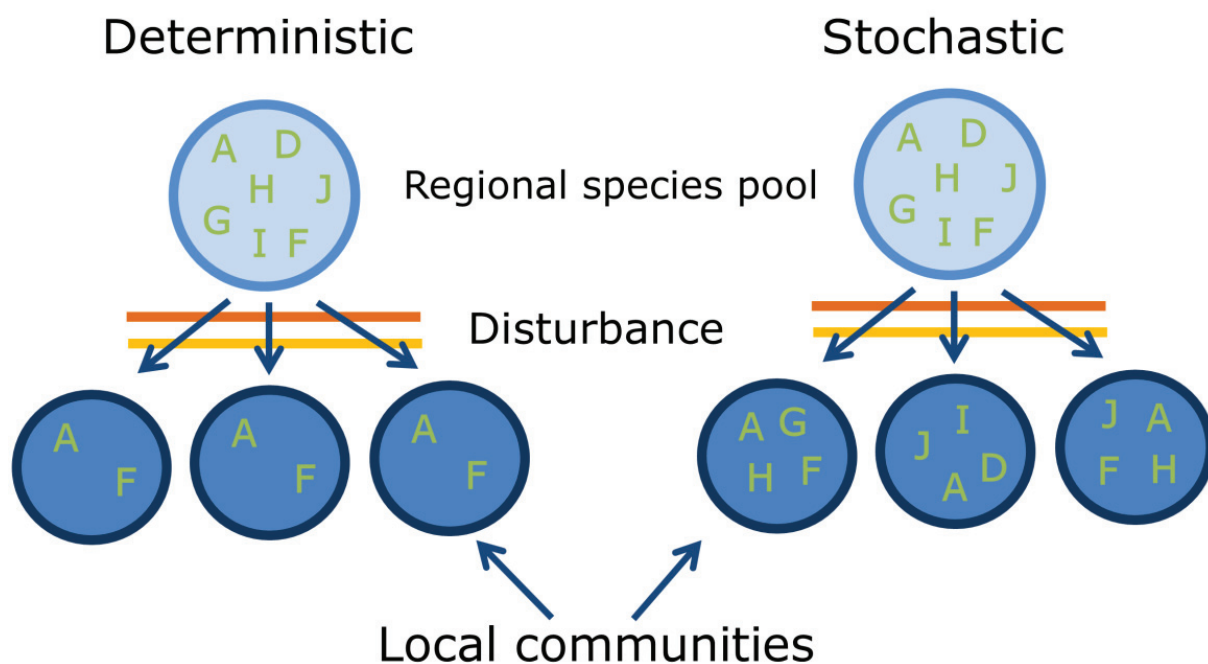 Deterministic
Stochastic
A D
H J
G
I F
Regional species pool
A D
H J
G
I F
Disturbance
A
F
A
F
A
F
A G
H F
I
J D
A
J A
F H
Local communities